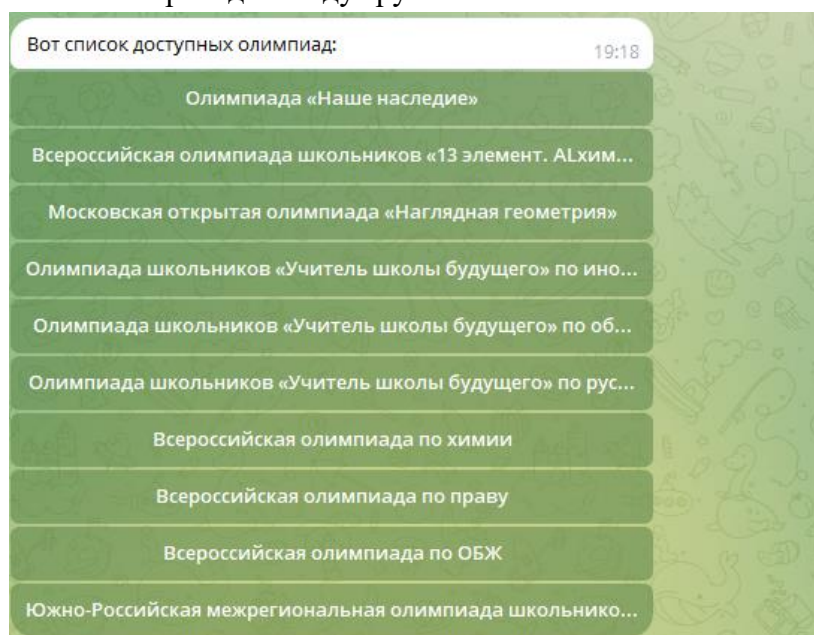 Вот список доступных олимпиад:
19:18
Олимпиада «Наше наследие»
Всероссийская олимпиада школьников «13 элемент. ALхим...
Московская открытая олимпиада «Наглядная геометрия»
Олимпиада школьников «Учитель школы будущего» по ино...
Олимпиада школьников «Учитель школы будущего» по об...
Олимпиада школьников «Учитель школы будущего» по рус...
Всероссийская олимпиада по химии
Всероссийская олимпиада по праву
Всероссийская олимпиада по ОБЖ
Южно-Российская межрегиональная олимпиада школьнико...